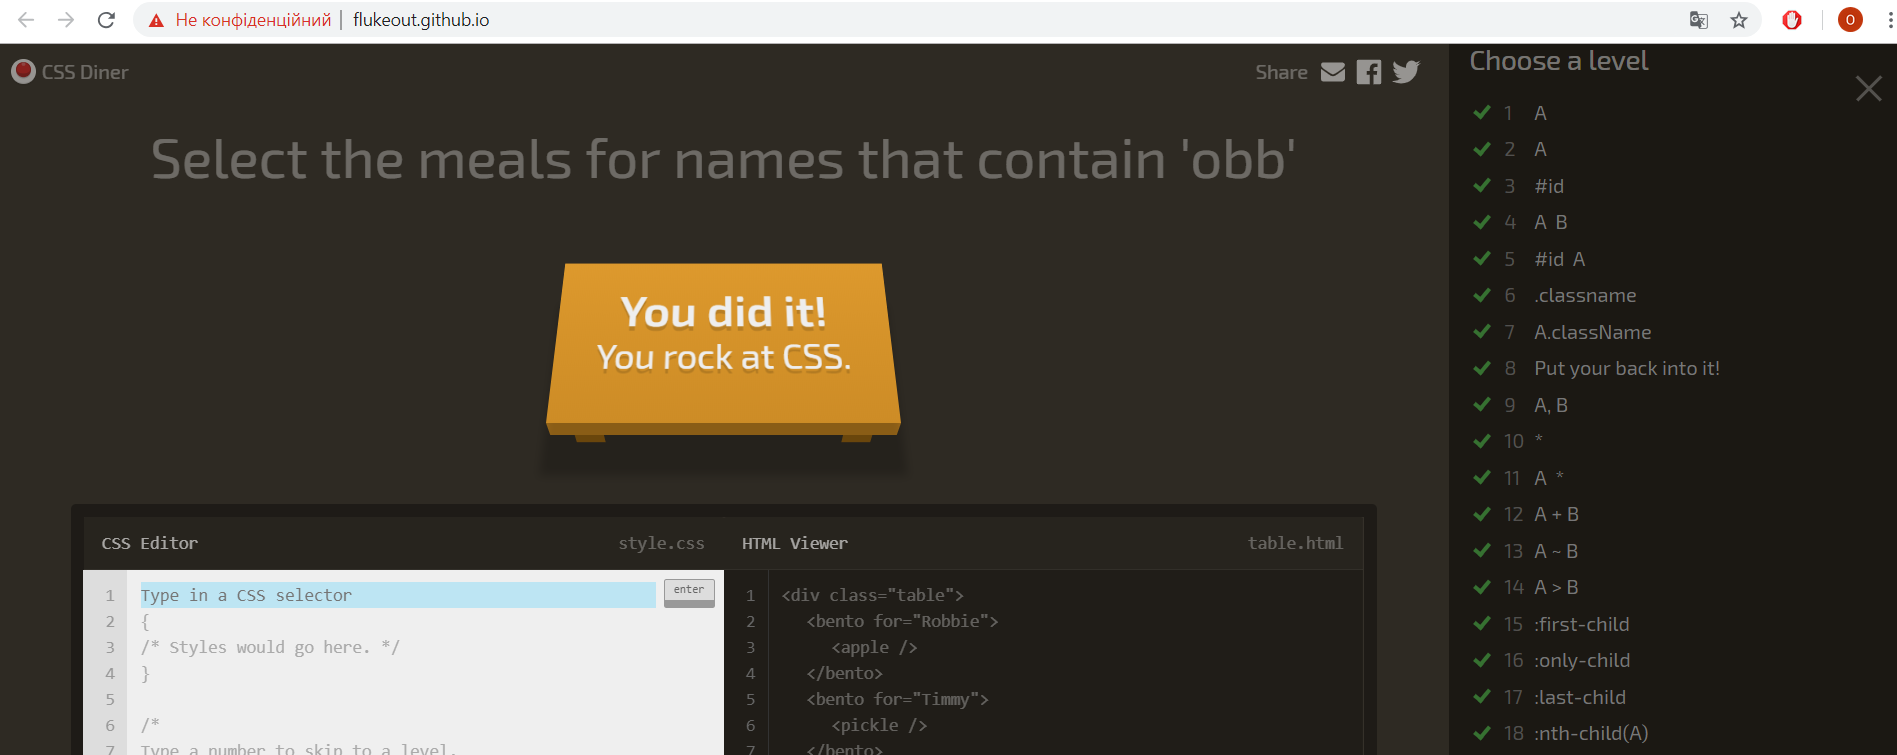 Не конфіденційний | flukeout.github.io
O
CSS Diner
Share
Select the meals for names that contain 'obb'
You did it!
You rock at CSS.
CSS Editor style.css
1 Type in a CSS selector enter
2 {
3 /* Styles would go here. */
4 }
5
6 /*
7 Type a number to skip to a level.
HTML Viewer table.html
1 <div class="table">
2 <bento for="Robbie">
3 <apple />
4 </bento>
5 <bento for="Timmy">
6 <pickle />
7 </bento>
Choose a level
1 A
2 A
3 #id
4 A B
5 #id A
6 .classname
7 A.className
8 Put your back into it!
9 A, B
10 *
11 A *
12 A + B
13 A ~ B
14 A > B
15 :first-child
16 :only-child
17 :last-child
18 :nth-child(A)